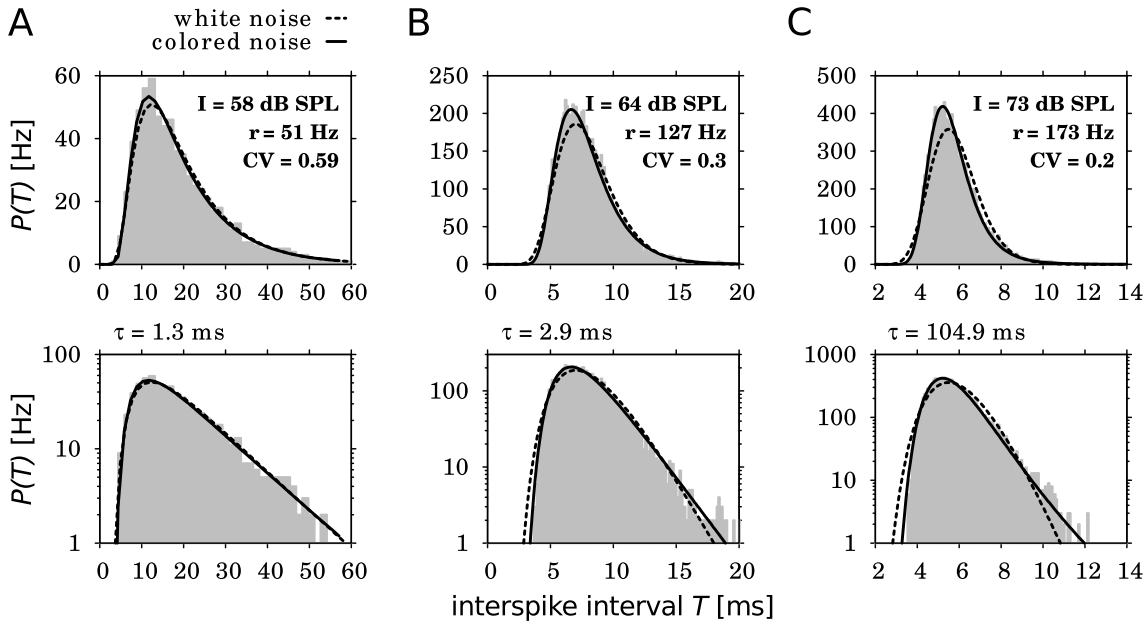 A
B
C
white noise
colored noise
P(T) [Hz]
60
40
20
0
0 10 20 30 40 50 60
I = 58 dB SPL
r = 51 Hz
CV = 0.59
250
200
150
100
50
0
0 5 10 15 20
I = 64 dB SPL
r = 127 Hz
CV = 0.3
500
400
300
200
100
0
2 4 6 8 10 12 14
I = 73 dB SPL
r = 173 Hz
CV = 0.2
τ = 1.3 ms
P(T) [Hz]
100
10
1
0 10 20 30 40 50 60
τ = 2.9 ms
100
10
1
0 5 10 15 20
τ = 104.9 ms
1000
100
10
1
2 4 6 8 10 12 14
interspike interval T [ms]